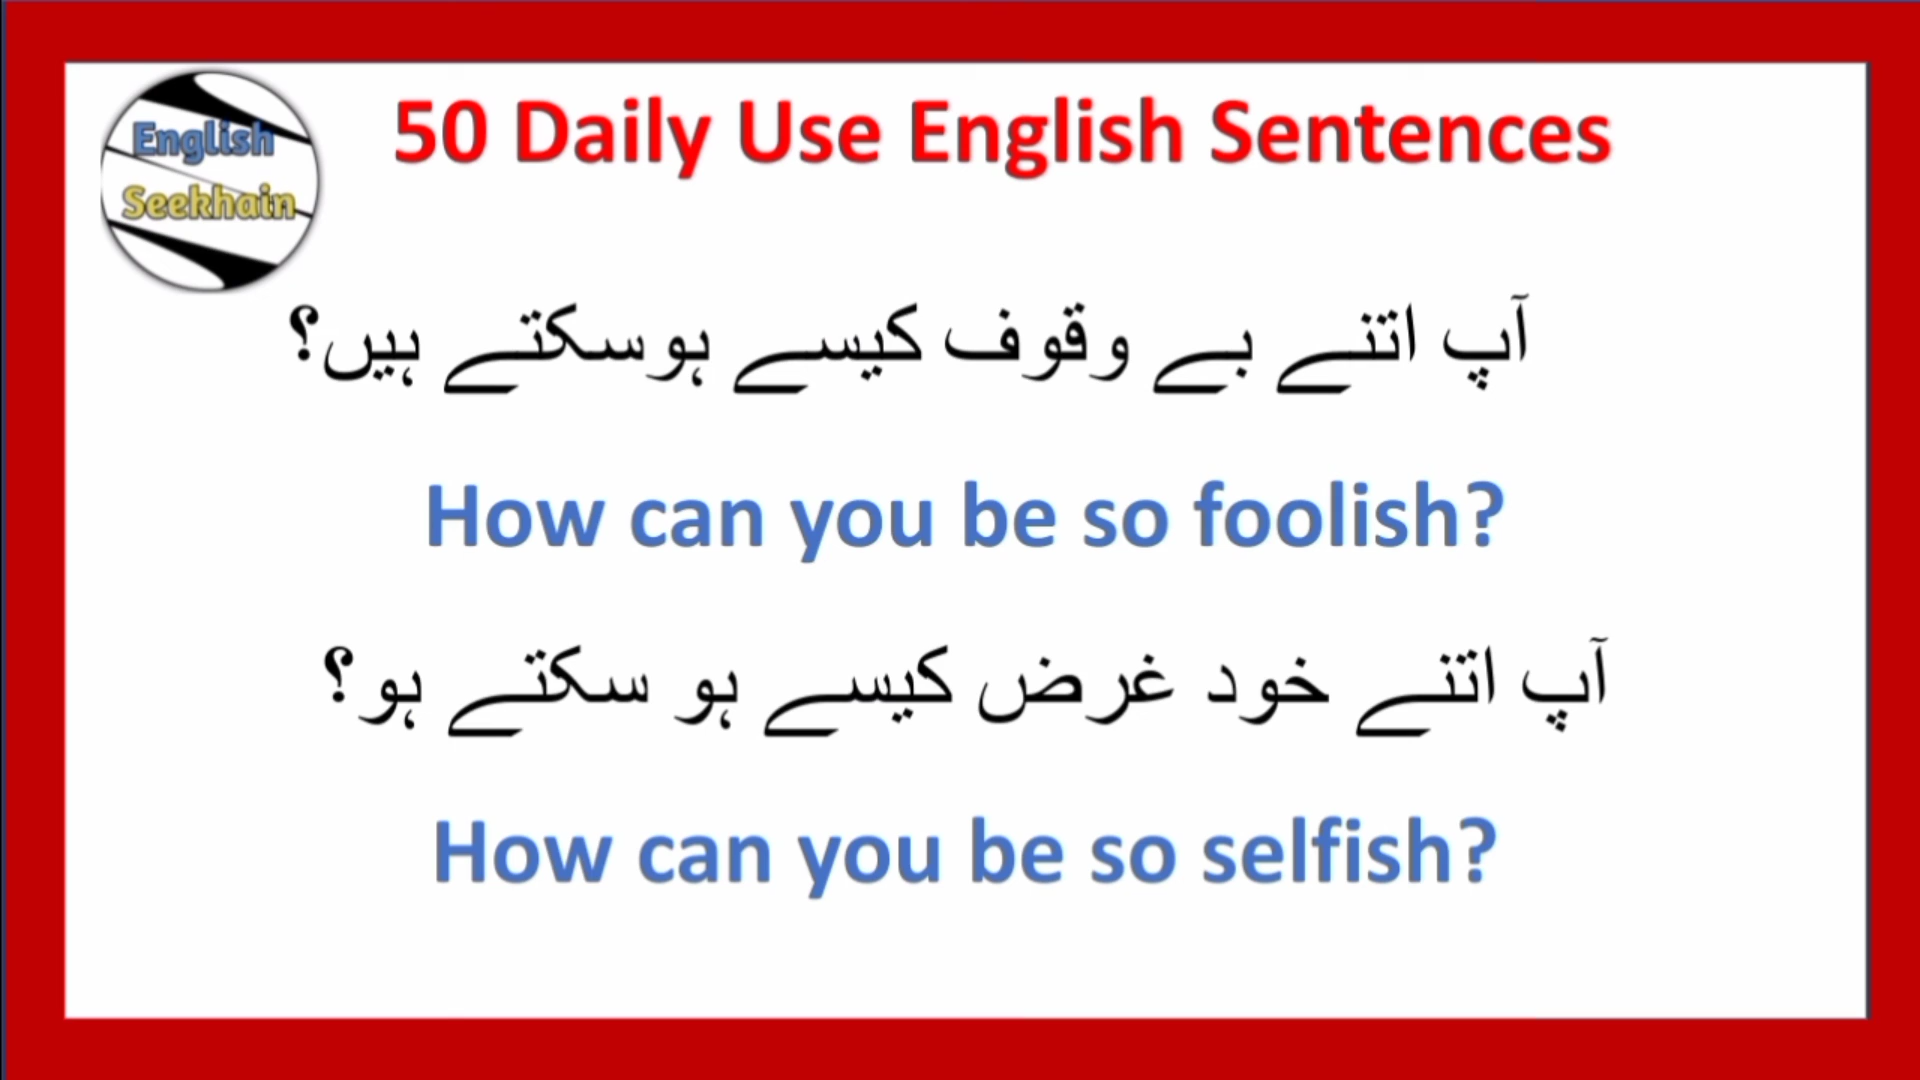 English
Seekhain
50 Daily Use English Sentences
آپ اتنے بے وقوف کیسے ہوسکتے ہیں؟
How can you be so foolish?
آپ اتنے خود غرض کیسے ہو سکتے ہو؟
How can you be so selfish?